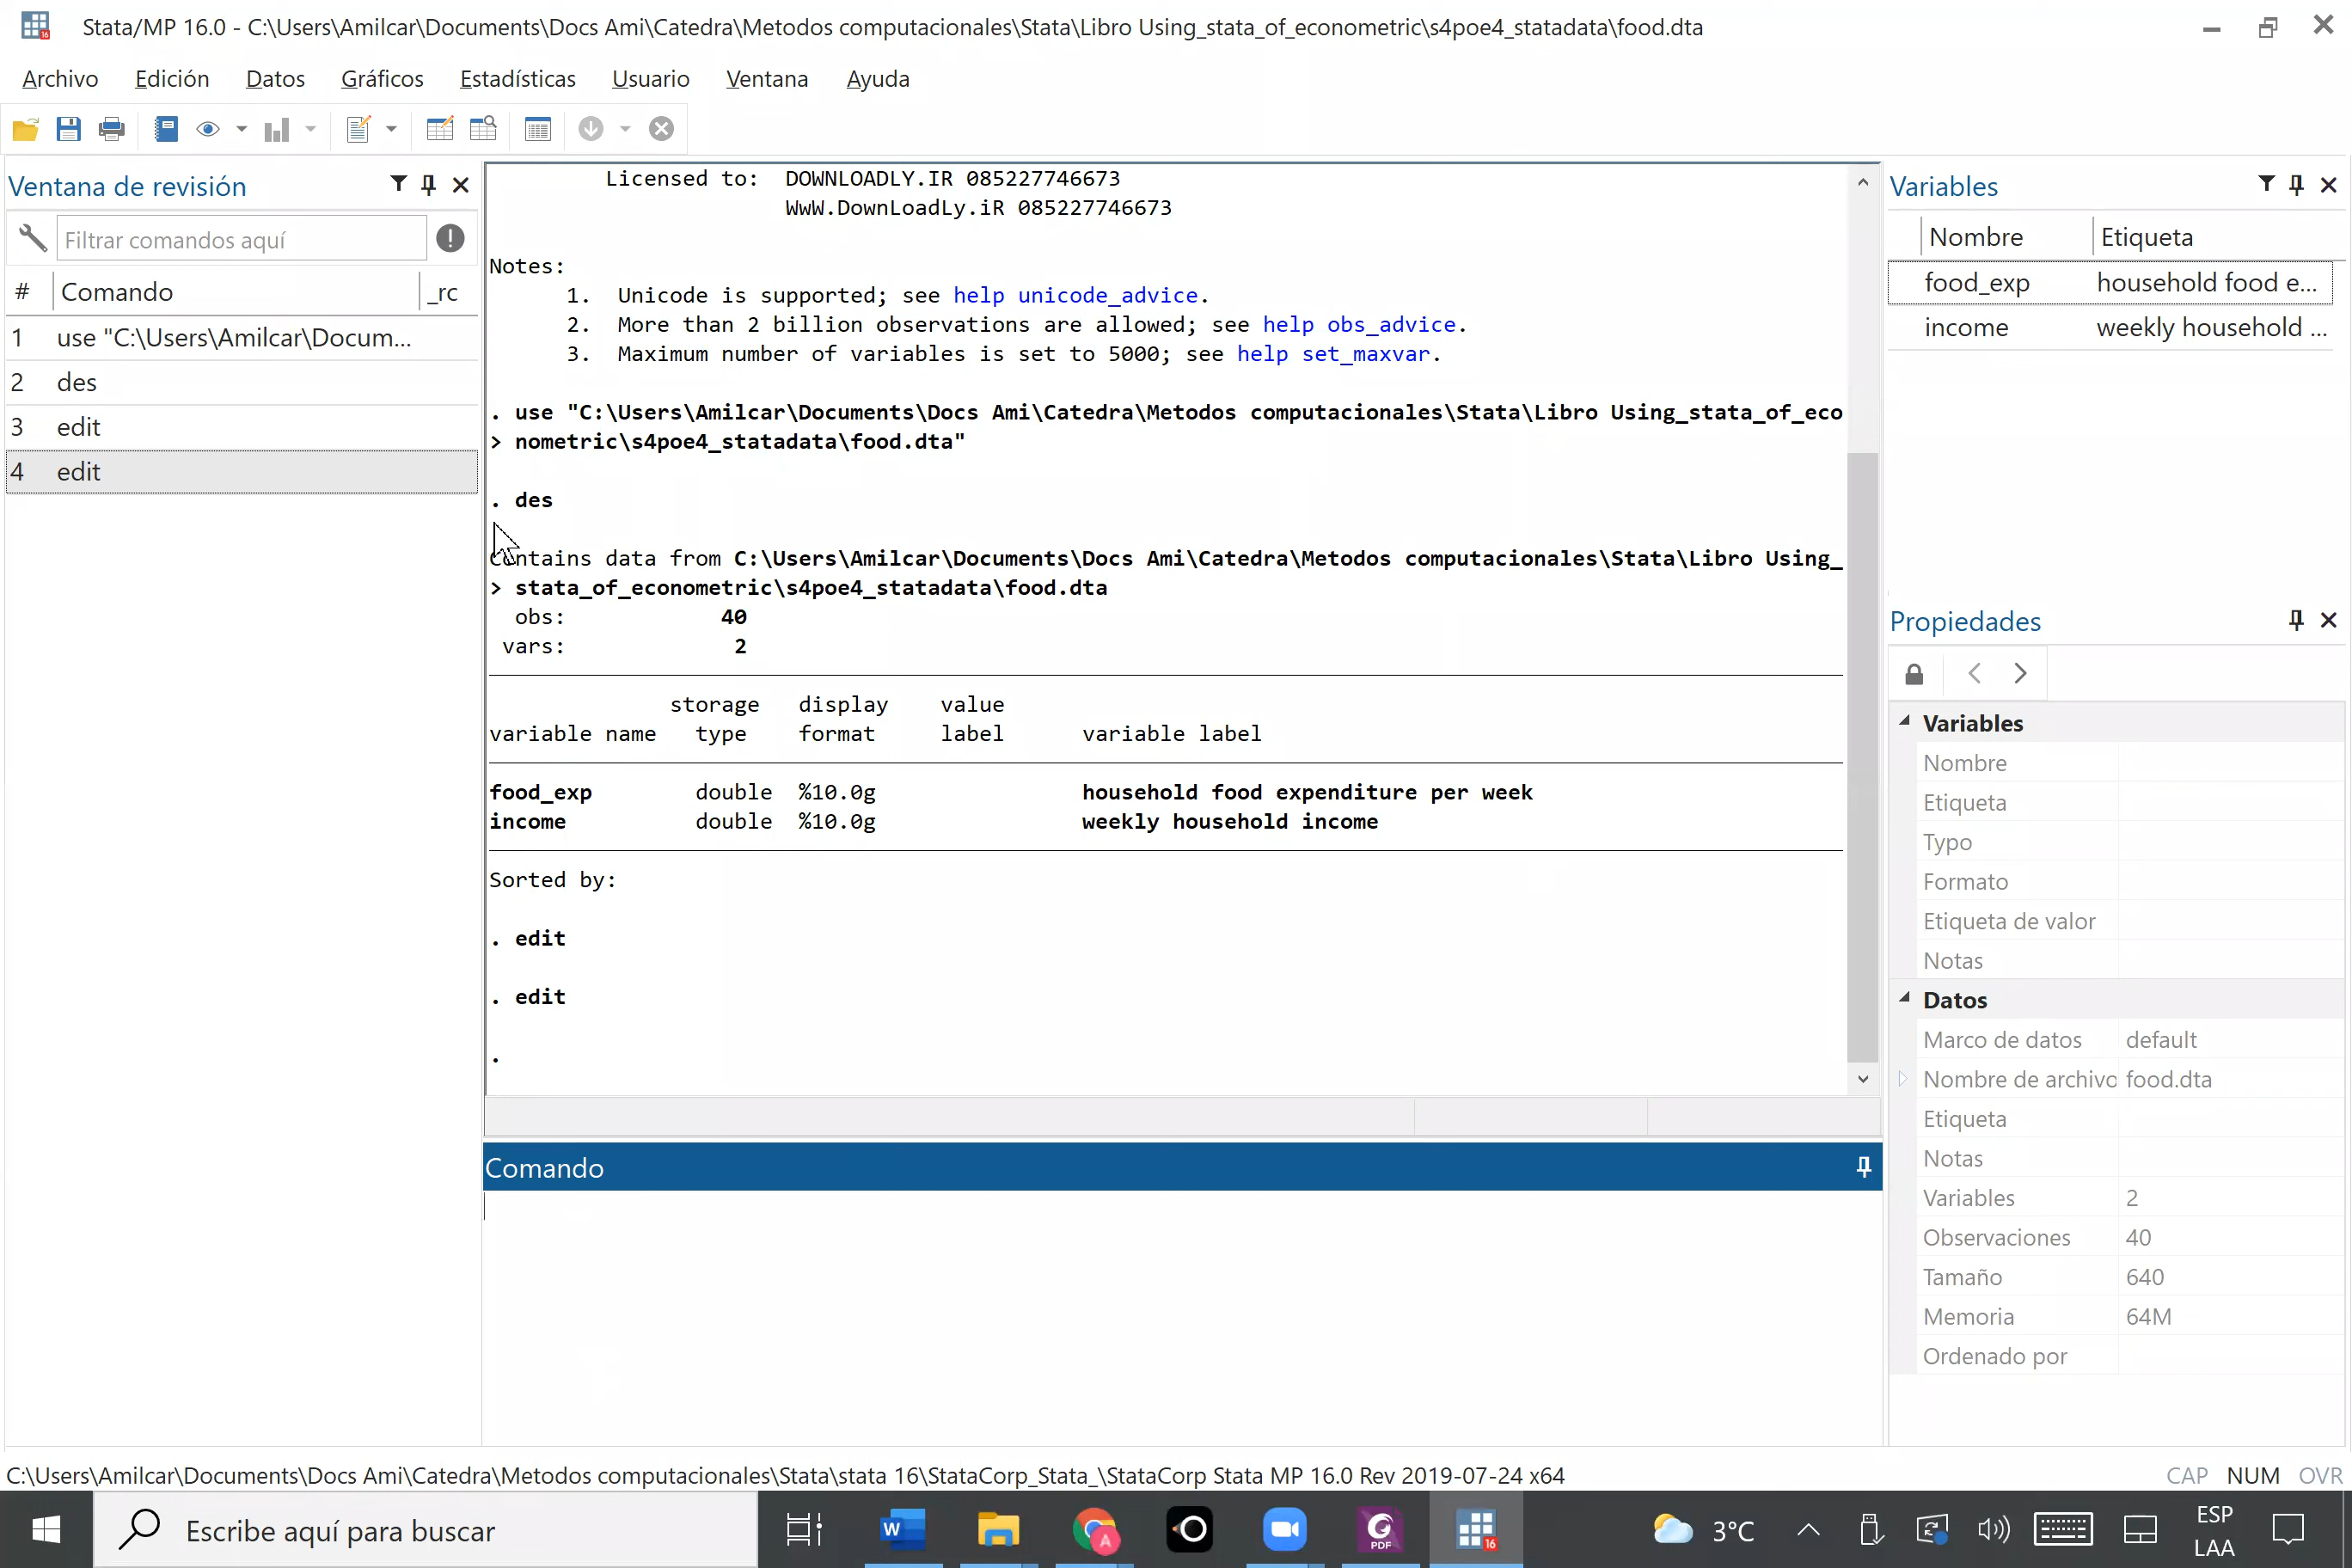 Stata/MP 16.0 - C:\Users\Amilcar\Documents\Docs Ami\Catedra\Metodos computacionales\Stata\Libro Using_stata_of_econometric\s4poe4_statadata\food.dta
Archivo Edición Datos Gráficos Estadísticas Usuario Ventana Ayuda
Ventana de revisión
Filtrar comandos aquí
# Comando _rc
1 use "C:\Users\Amilcar\Docum...
2 des
3 edit
4 edit
Licensed to: DOWNLOADLY.IR 085227746673
WwW.DownLoadLy.iR 085227746673
Notes:
1. Unicode is supported; see help unicode_advice.
2. More than 2 billion observations are allowed; see help obs_advice.
3. Maximum number of variables is set to 5000; see help set_maxvar.
. use "C:\Users\Amilcar\Documents\Docs Ami\Catedra\Metodos computacionales\Stata\Libro Using_stata_of_eco
> nometric\s4poe4_statadata\food.dta"
. des
Contains data from C:\Users\Amilcar\Documents\Docs Ami\Catedra\Metodos computacionales\Stata\Libro Using_
> stata_of_econometric\s4poe4_statadata\food.dta
obs: 40
vars: 2
storage display value
variable name type format label variable label
food_exp double %10.0g household food expenditure per week
income double %10.0g weekly household income
Sorted by:
. edit
. edit
.
Comando
Variables
Nombre Etiqueta
food_exp household food e...
income weekly household ...
Propiedades
Variables
Nombre
Etiqueta
Typo
Formato
Etiqueta de valor
Notas
Datos
Marco de datos default
Nombre de archivo food.dta
Etiqueta
Notas
Variables 2
Observaciones 40
Tamaño 640
Memoria 64M
Ordenado por
C:\Users\Amilcar\Documents\Docs Ami\Catedra\Metodos computacionales\Stata\stata 16\StataCorp_Stata_\StataCorp Stata MP 16.0 Rev 2019-07-24 x64
CAP NUM OVR
Escribe aquí para buscar
W
A
PDF
16
3°C
ESP
LAA